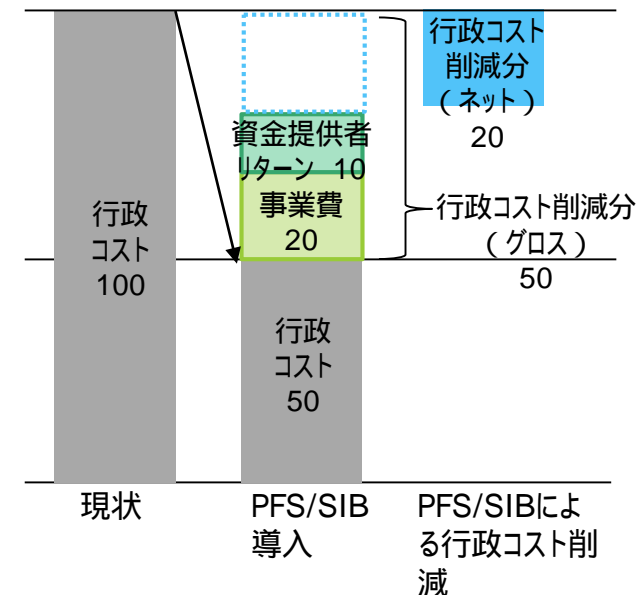 行政
コスト
100
資金提供者
リターン 10
事業費
20
行政
コスト
50
行政コスト
削減分
(ネット)
20
行政コスト削減分
(グロス)
50
現状
PFS/SIB
導入
PFS/SIBによ
る行政コスト削
減